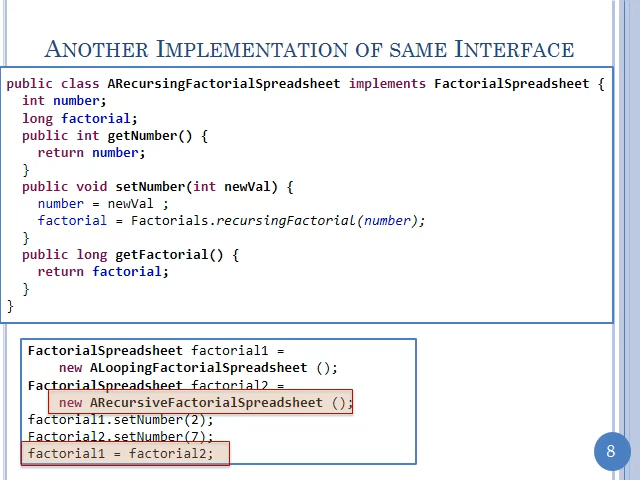 ANOTHER IMPLEMENTATION OF SAME INTERFACE
public class ARecursingFactorialSpreadsheet implements FactorialSpreadsheet {
int number;
long factorial;
public int getNumber() {
return number;
}
public void setNumber(int newVal) {
number = newVal ;
factorial = Factorials.recursingFactorial(number);
}
public long getFactorial() {
return factorial;
}
}
FactorialSpreadsheet factorial1 =
new ALoopingFactorialSpreadsheet ();
FactorialSpreadsheet factorial2 =
new ARecursiveFactorialSpreadsheet ();
factorial1.setNumber(2);
Factorial2.setNumber(7);
factorial1 = factorial2;
8